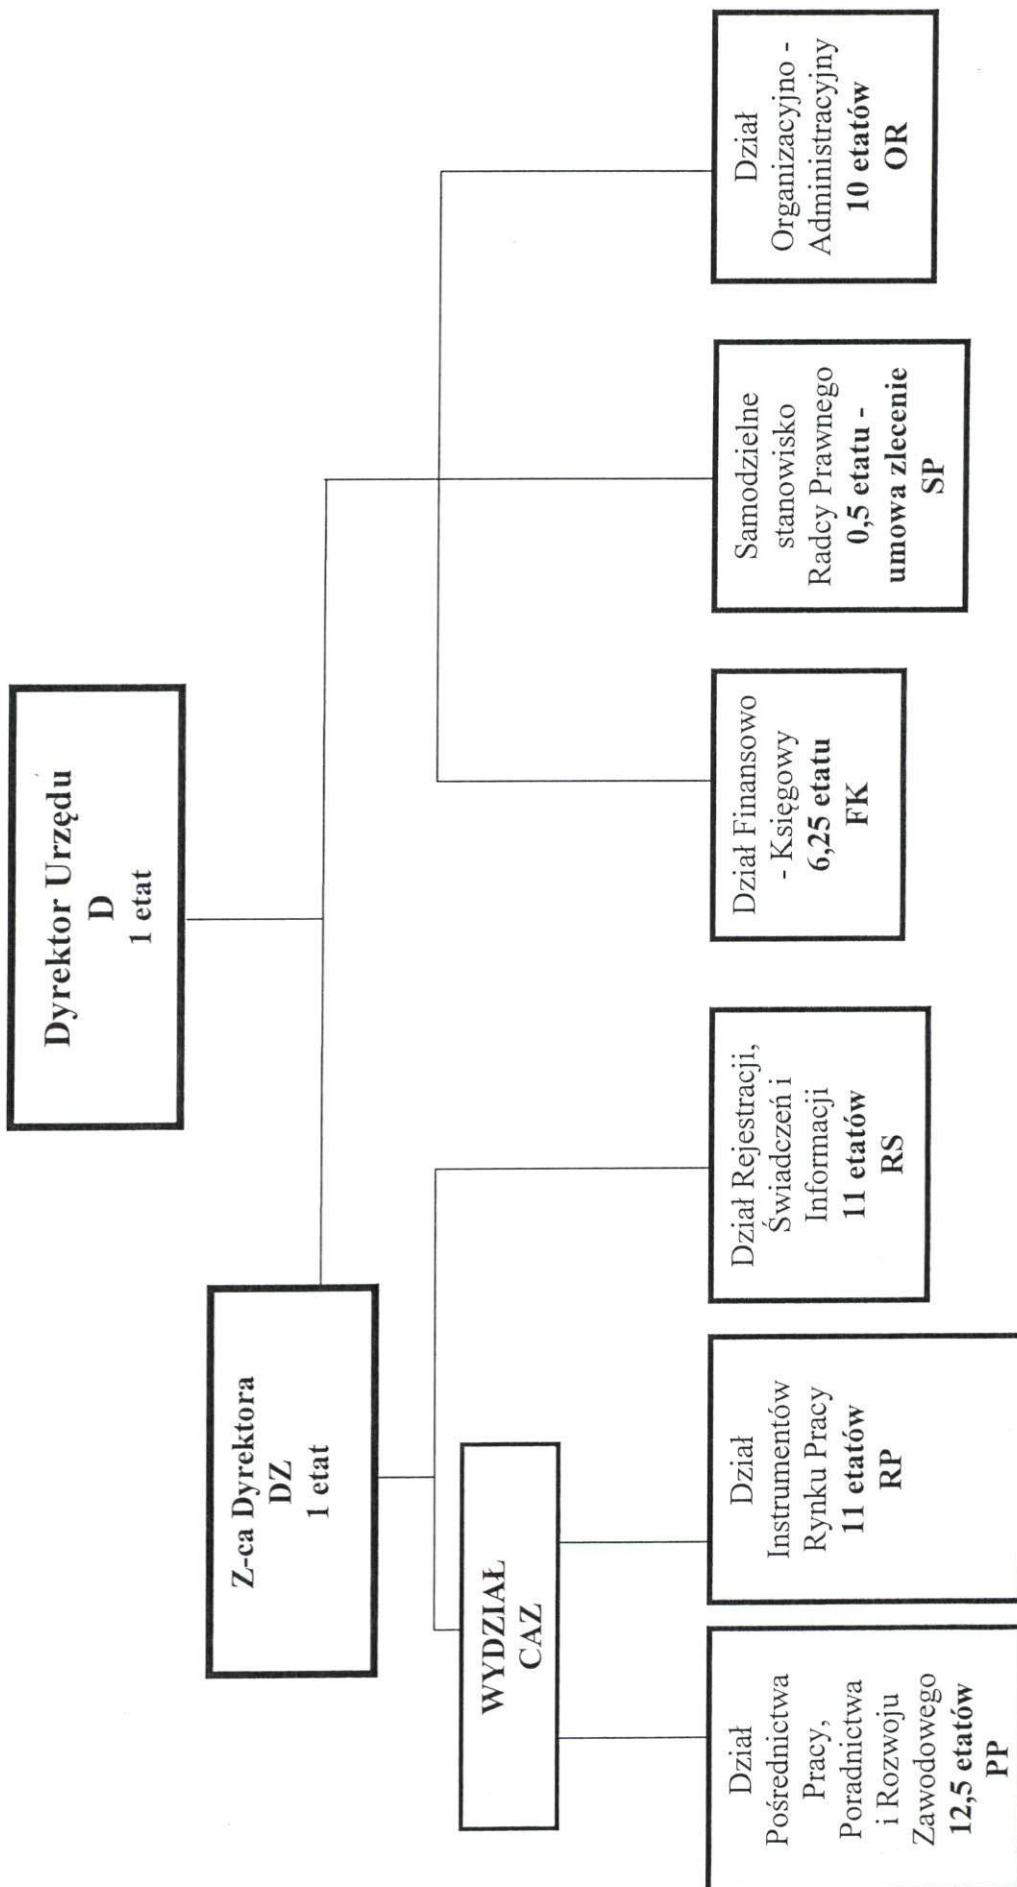 Dyrektor Urzędu
D
1 etat
Z-ca Dyrektora
DZ
1 etat
WYDZIAŁ
CAZ
Dział
Pośrednictwa
Pracy,
Poradnictwa
i Rozwoju
Zawodowego
12,5 etatów
PP
Dział
Instrumentów
Rynku Pracy
11 etatów
RP
Dział Rejestracji,
Świadczeń i
Informacji
11 etatów
RS
Dział Finansowo
- Księgowy
6,25 etatu
FK
Samodzielne
stanowisko
Radcy Prawnego
0,5 etatu -
umowa zlecenie
SP
Dział
Organizacyjno -
Administracyjny
10 etatów
OR